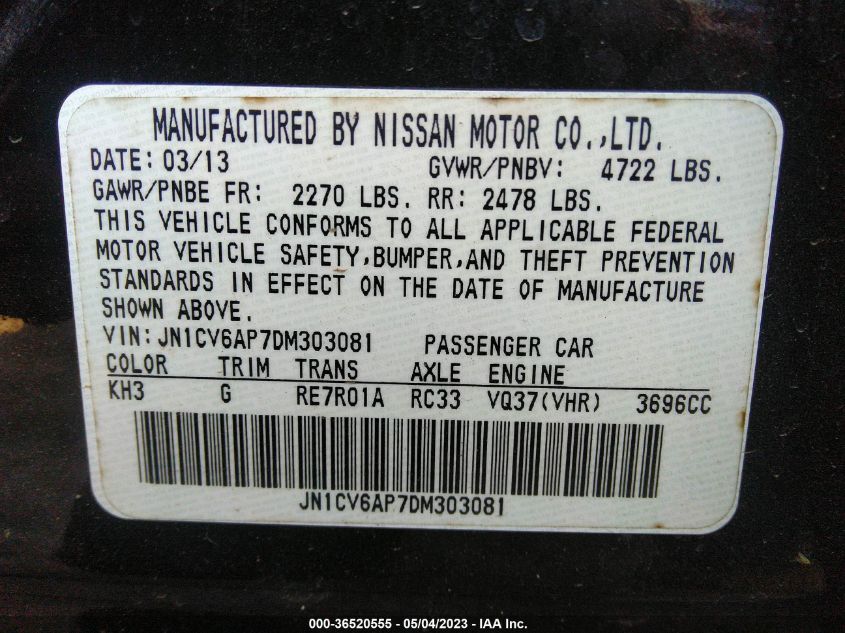 MANUFACTURED BY NISSAN MOTOR CO.,LTD.
DATE: 03/13 GVWR/PNBV: 4722 LBS.
GAWR/PNBE FR: 2270 LBS. RR: 2478 LBS.
THIS VEHICLE CONFORMS TO ALL APPLICABLE FEDERAL
MOTOR VEHICLE SAFETY,BUMPER,AND THEFT PREVENTION
STANDARDS IN EFFECT ON THE DATE OF MANUFACTURE
SHOWN ABOVE.
VIN:JN1CV6AP7DM303081 PASSENGER CAR
COLOR TRIM TRANS AXLE ENGINE
KH3 G RE7R01A RC33 VQ37(VHR) 3696CC
JN1CV6AP7DM303081
000-36520555 - 05/04/2023 - IAA Inc.